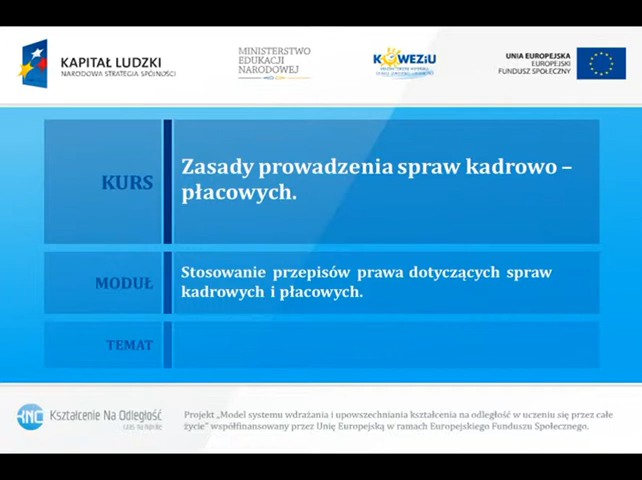 KAPITAŁ LUDZKI
NARODOWA STRATEGIA SPÓJNOŚCI
MINISTERSTWO
EDUKACJI
NARODOWEJ
KOWEZiU
UNIA EUROPEJSKA
EUROPEJSKI
FUNDUSZ SPOŁECZNY
KURS
Zasady prowadzenia spraw kadrowo –
płacowych.
MODUŁ
Stosowanie przepisów prawa dotyczących spraw
kadrowych i płacowych.
TEMAT
KNO Kształcenie Na Odległość
Projekt „Model systemu wdrażania i upowszechniania kształcenia na odległość w uczeniu się przez całe
życie” współfinansowany przez Unię Europejską w ramach Europejskiego Funduszu Społecznego.